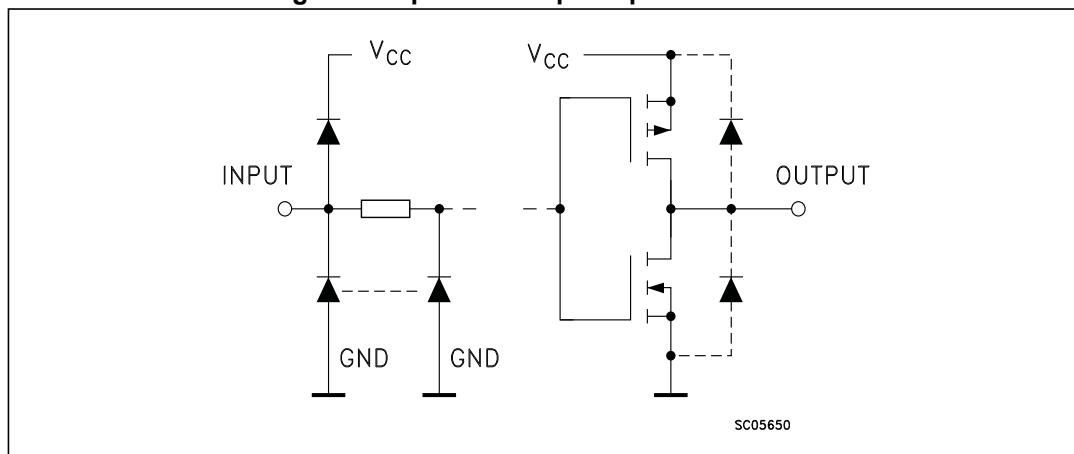 VCC
VCC
INPUT
OUTPUT
GND
GND
SC05650